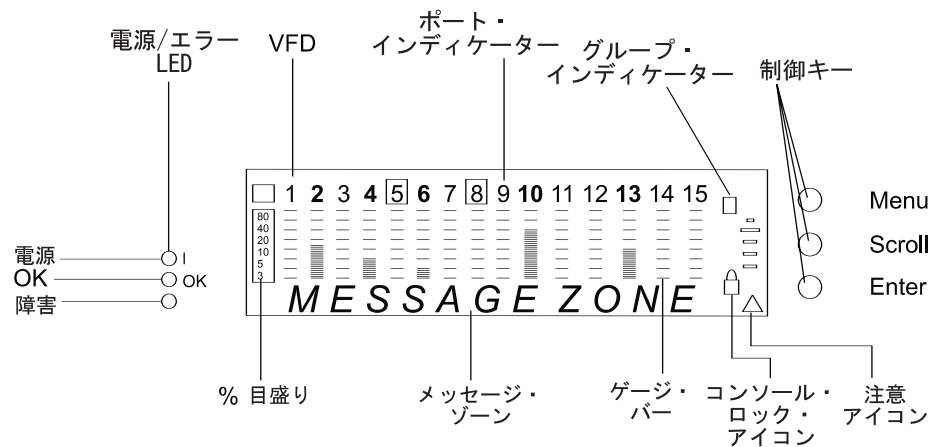 電源/エラー
LED
VFD
ポート・
インディケーター
グループ・
インディケーター
制御キー
1 2 3 4 5 6 7 8 9 10 11 12 13 14 15
80
40
20
10
5
3
MESSAGE ZONE
電源
I
OK
OK
障害
Menu
Scroll
Enter
% 目盛り
メッセージ・
ゾーン
ゲージ・
バー
コンソール・
ロック・
アイコン
注意
アイコン